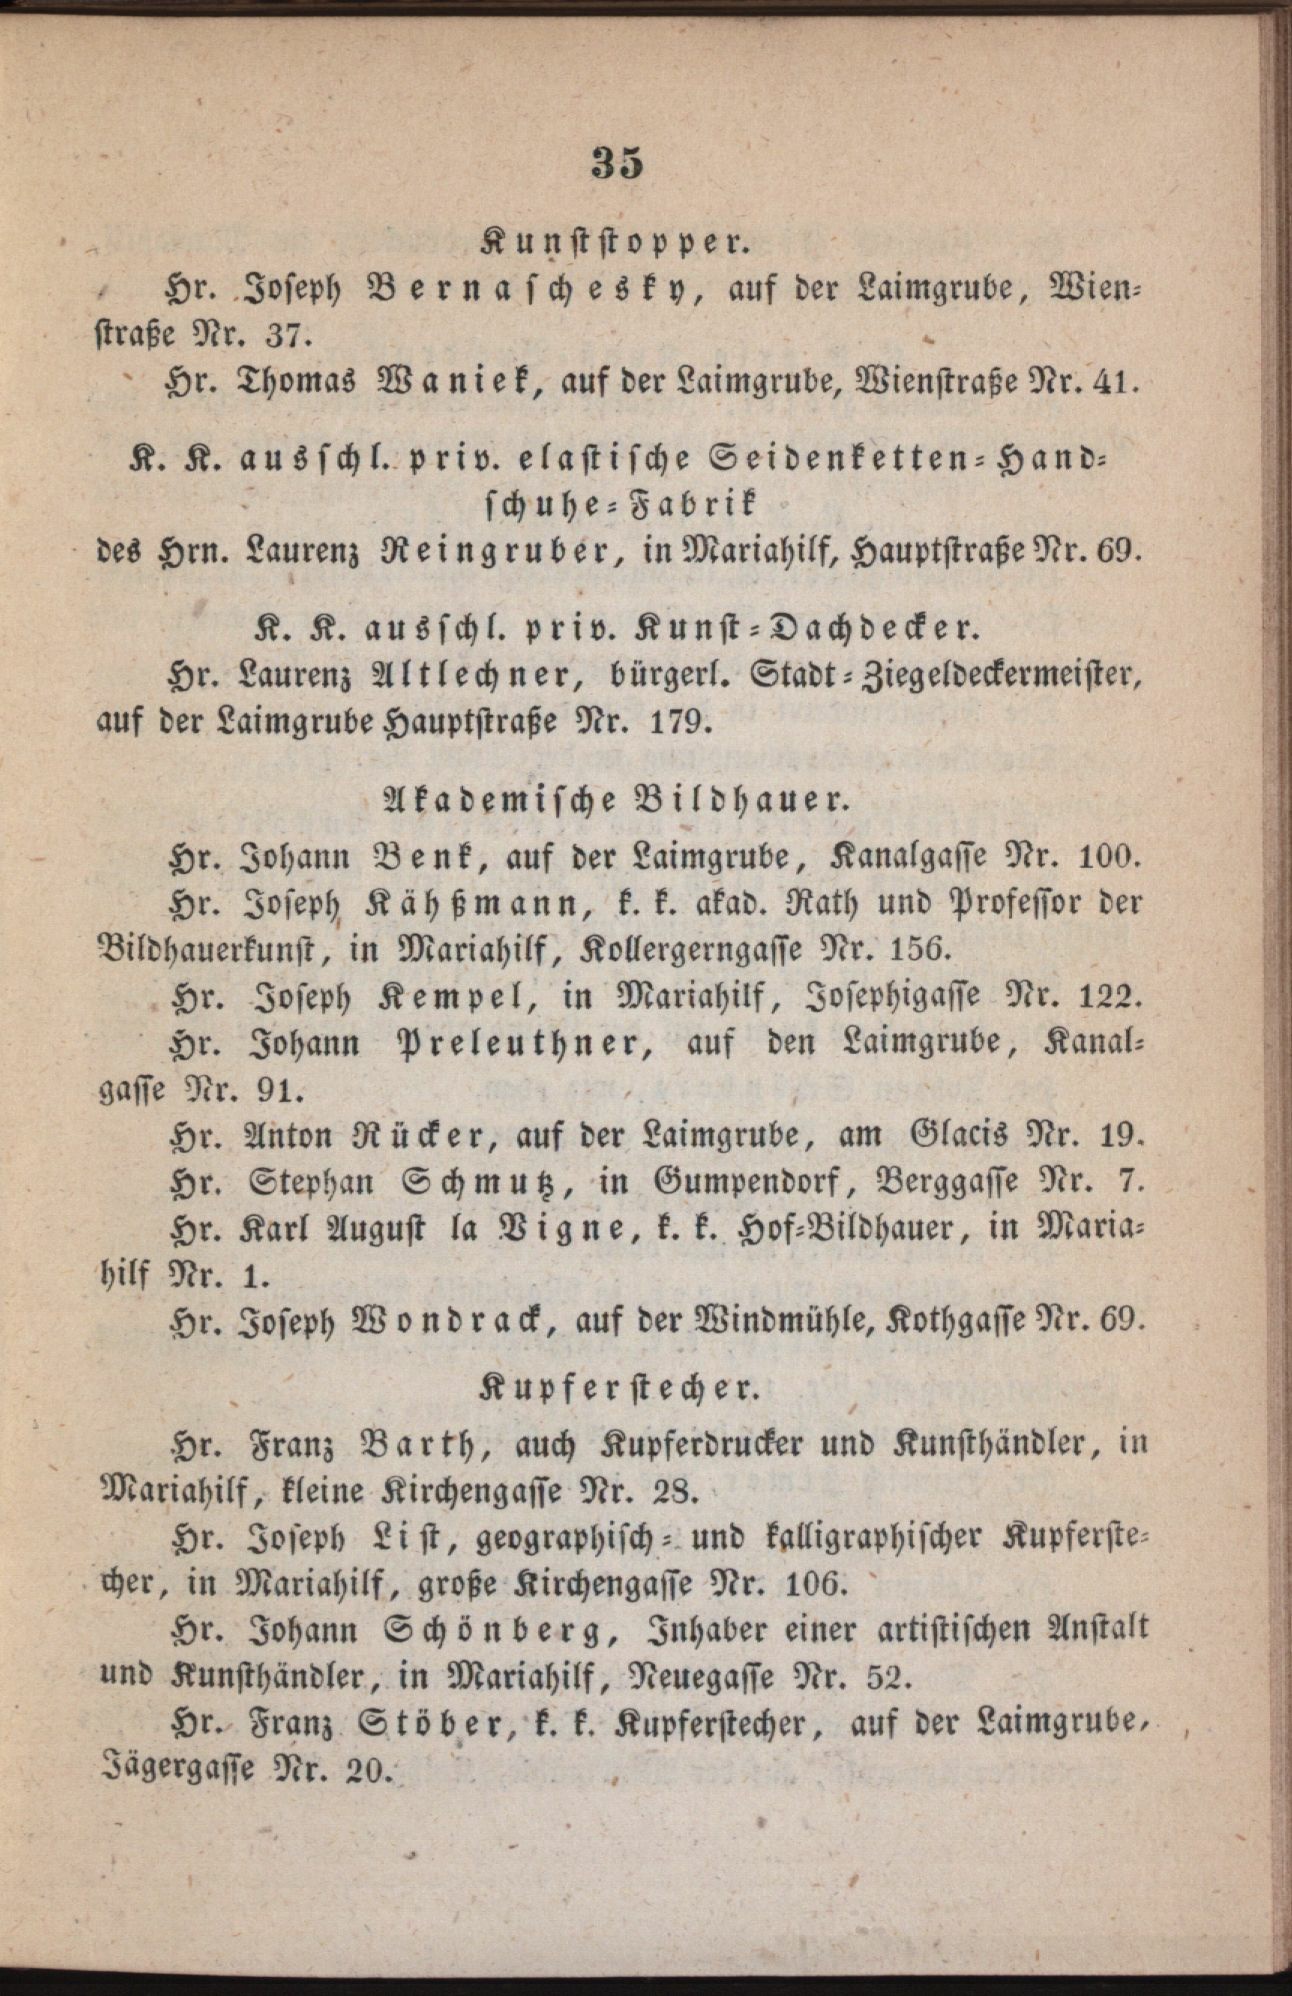 35
Kunststopper.
Hr. Joseph Bernaschesky, auf der Laimgrube, Wien-
straße Nr. 37.
Hr. Thomas Waniek, auf der Laimgrube, Wienstraße Nr. 41.
K. K. ausschl. priv. elastische Seidenketten-Hand-
schuhe-Fabrik
des Hrn. Laurenz Reingruber, in Mariahilf, Hauptstraße Nr. 69.
K. K. ausschl. priv. Kunst-Dachdecker.
Hr. Laurenz Altlechner, bürgerl. Stadt-Ziegeldeckermeister,
auf der Laimgrube Hauptstraße Nr. 179.
Akademische Bildhauer.
Hr. Johann Benk, auf der Laimgrube, Kanalgasse Nr. 100.
Hr. Joseph Kähßmann, k. k. akad. Rath und Professor der
Bildhauerkunst, in Mariahilf, Kollergerngasse Nr. 156.
Hr. Joseph Kempel, in Mariahilf, Josephigasse Nr. 122.
Hr. Johann Preleuthner, auf den Laimgrube, Kanal-
gasse Nr. 91.
Hr. Anton Rücker, auf der Laimgrube, am Glacis Nr. 19.
Hr. Stephan Schmutz, in Gumpendorf, Berggasse Nr. 7.
Hr. Karl August la Vigne, k. k. Hof-Bildhauer, in Maria-
hilf Nr. 1.
Hr. Joseph Wondrack, auf der Windmühle, Kothgasse Nr. 69.
Kupferstecher.
Hr. Franz Barth, auch Kupferdrucker und Kunsthändler, in
Mariahilf, kleine Kirchengasse Nr. 28.
Hr. Joseph List, geographisch- und kalligraphischer Kupferste-
cher, in Mariahilf, große Kirchengasse Nr. 106.
Hr. Johann Schönberg, Inhaber einer artistischen Anstalt
und Kunsthändler, in Mariahilf, Neuegasse Nr. 52.
Hr. Franz Stöber, k. k. Kupferstecher, auf der Laimgrube,
Jägergasse Nr. 20.